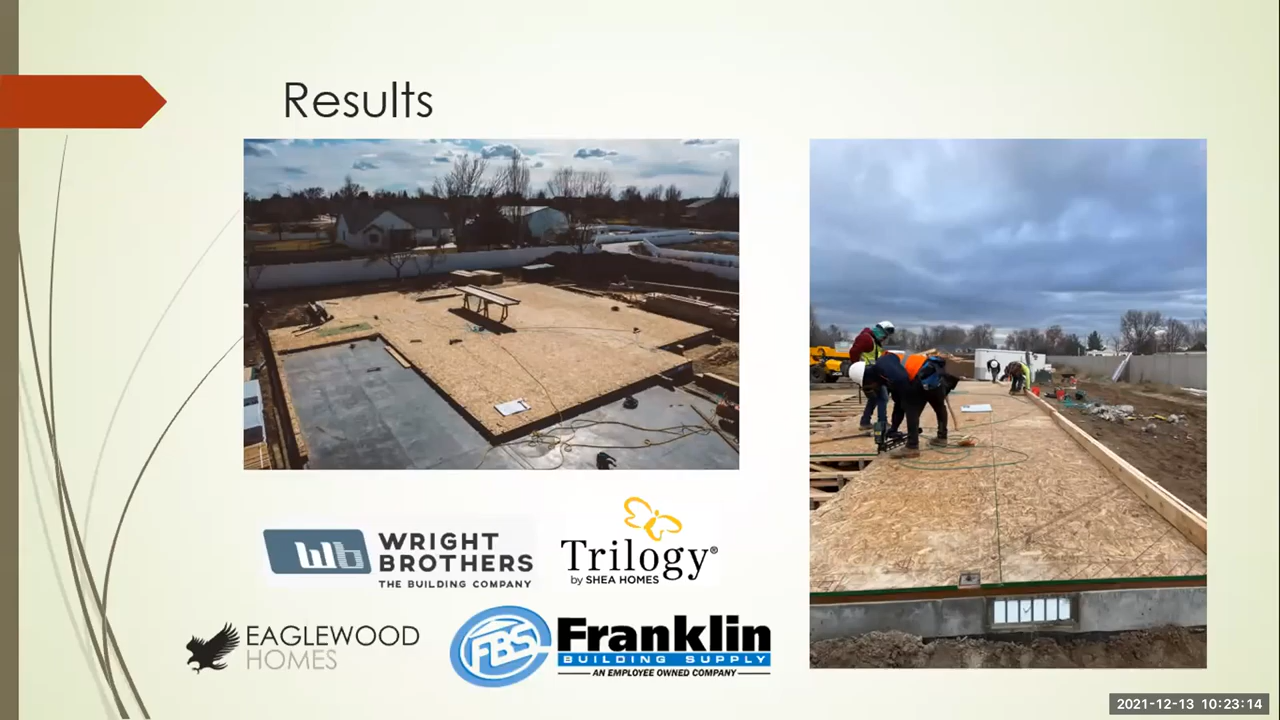 Results
WRIGHT
BROTHERS
THE BUILDING COMPANY
Trilogy®
by SHEA HOMES
EAGLEWOOD
HOMES
FBS
Franklin
BUILDING SUPPLY
AN EMPLOYEE OWNED COMPANY
2021-12-13 10:23:14